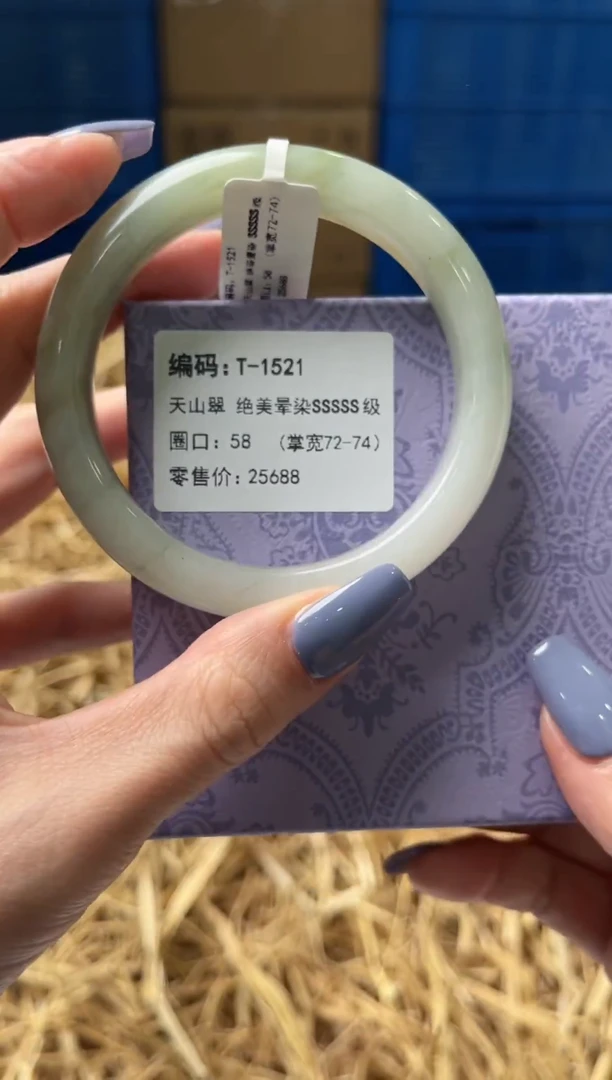 编码：T-1521
天山翠 绝美晕染SSSSS级
圈口：58 （掌宽72-74）
零售价：25688